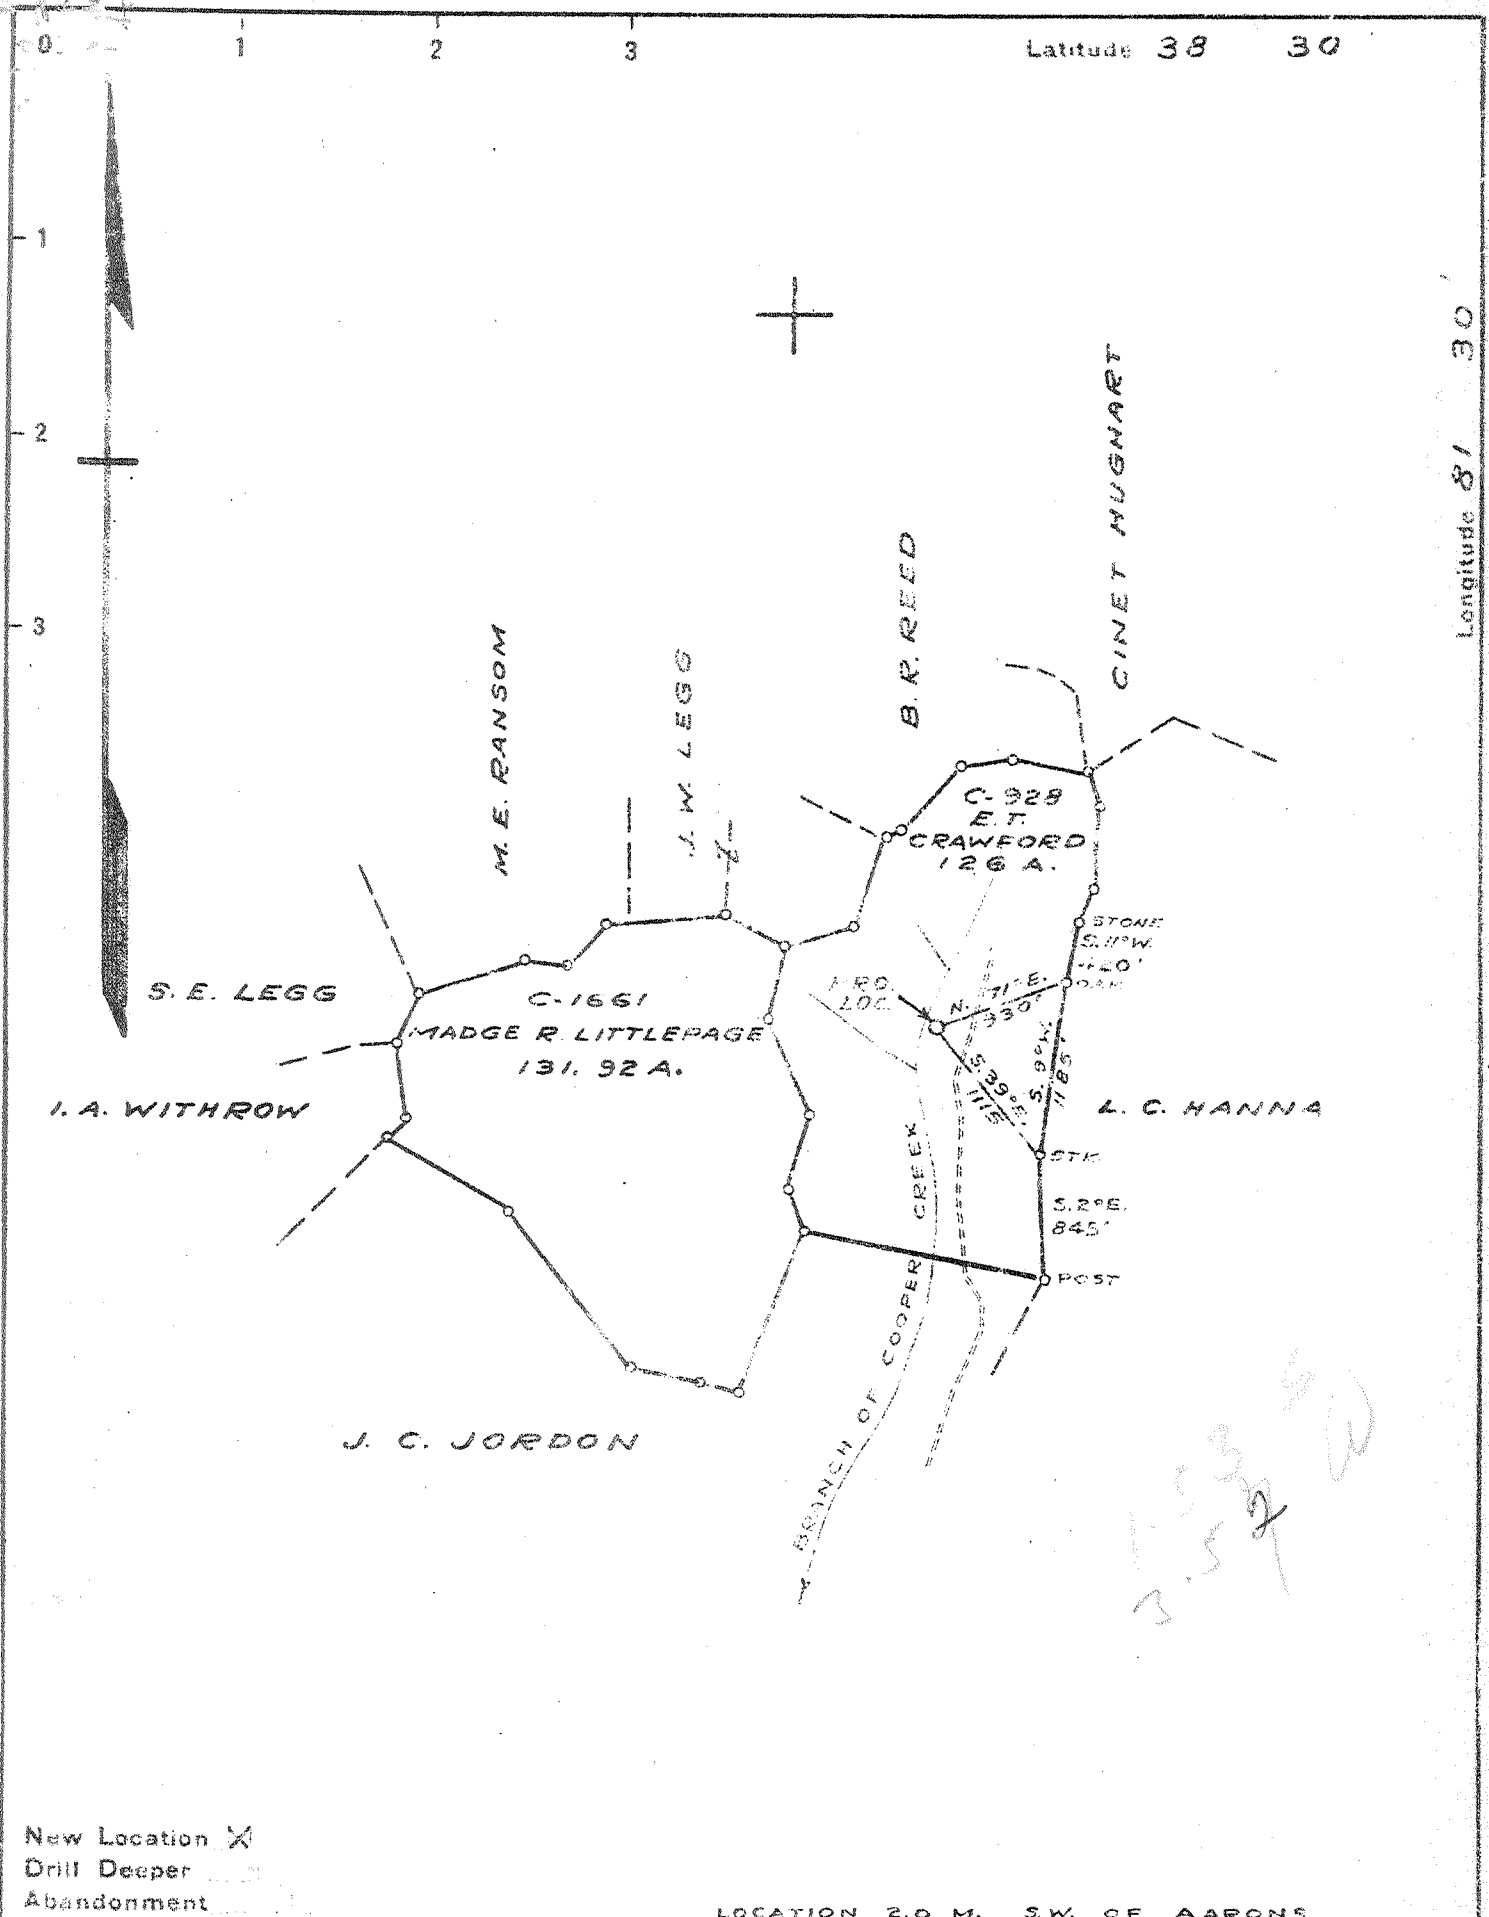 0 1 2 3
Latitude 38 30
1
2
3
Longitude 81 30'
CINET HUGHART
B. R. REED
M. E. RANSOM
J. W. LEGG
C-928
E. T.
CRAWFORD
126 A.
STONE
S. 11° W.
420'
OAK
S. E. LEGG
C-1661
MADGE R. LITTLEPAGE
131. 92 A.
PRO.
LOC.
N. 71° E.
930'
S. 9° W.
1185'
S. 39° E.
1115
I. A. WITHROW
L. C. HANNA
STK.
S. 2° E.
845'
POST
BRANCH OF COOPER CREEK
J. C. JORDON
New Location X
Drill Deeper
Abandonment
LOCATION 2.0 M. S.W. OF AARONS